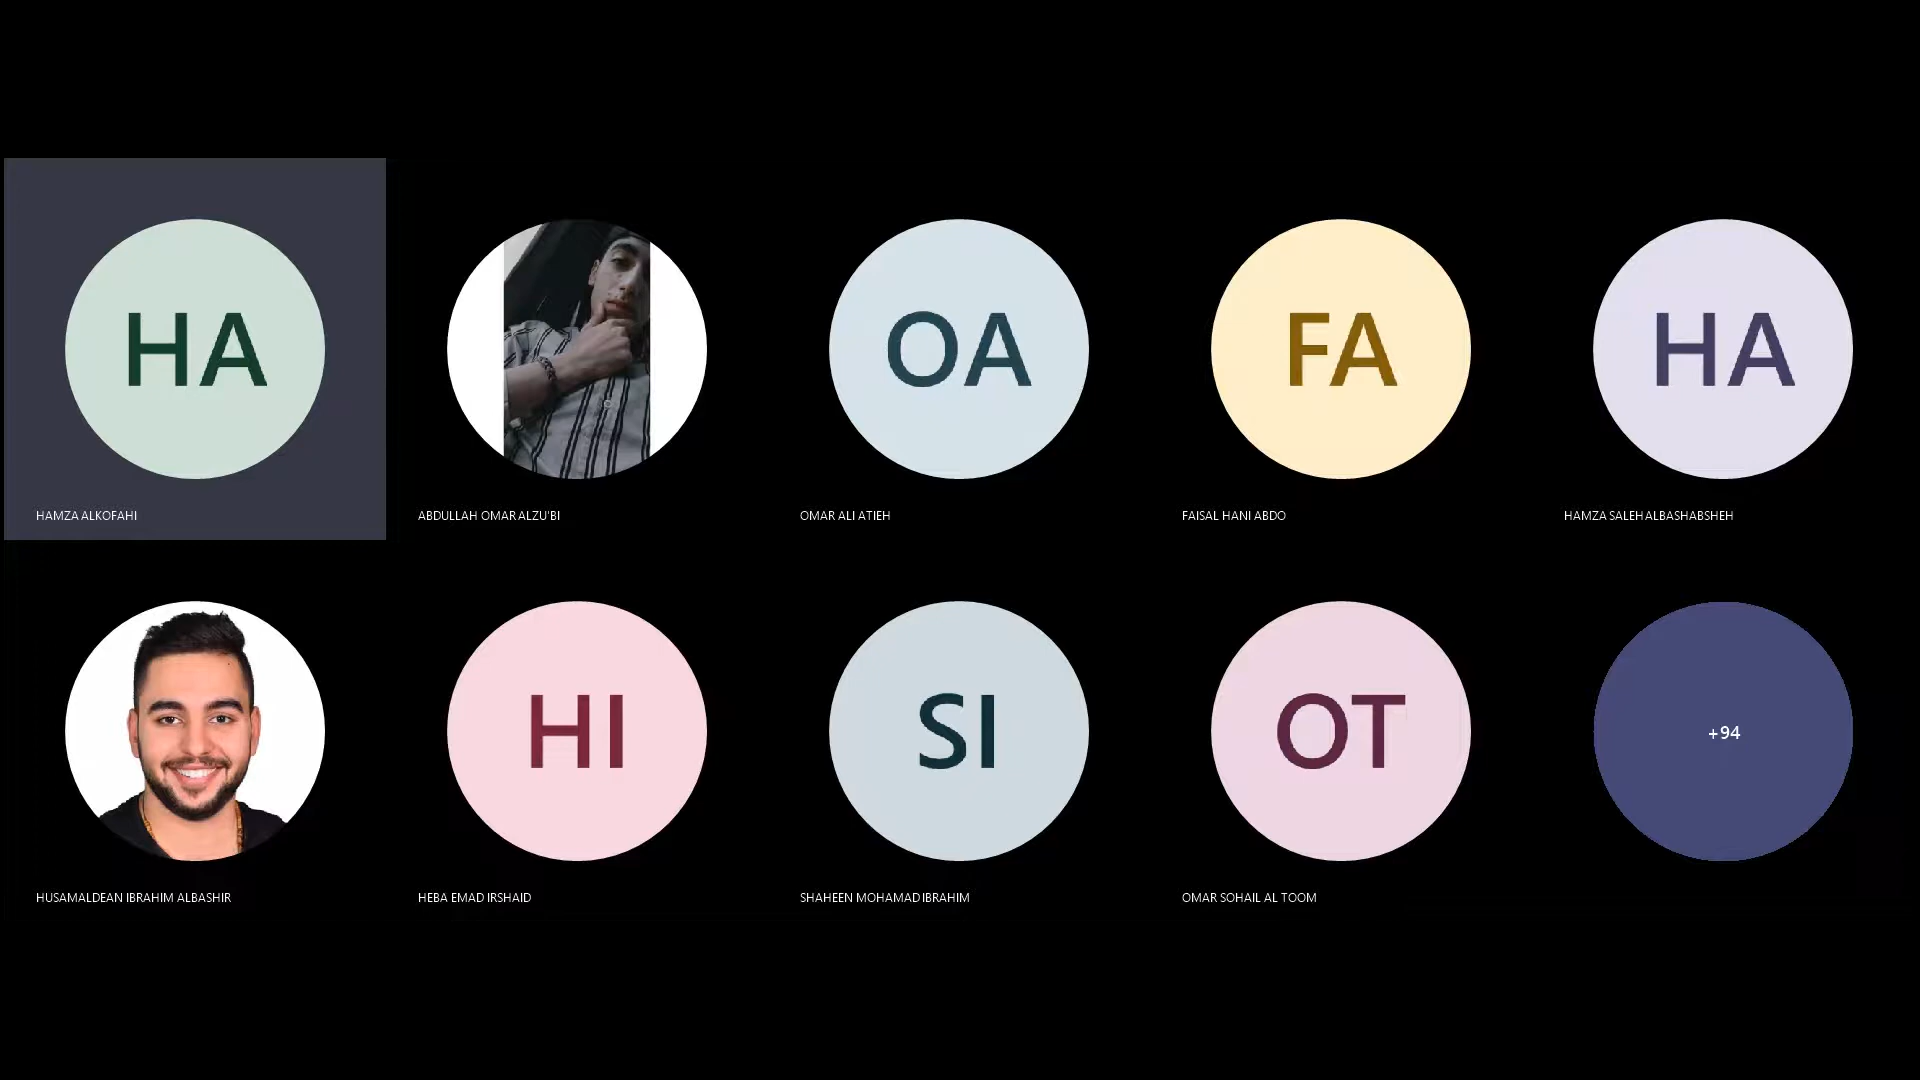 HA
HAMZA ALKOFAHI
ABDULLAH OMAR ALZU'BI
OA
OMAR ALI ATIEH
FA
FAISAL HANI ABDO
HA
HAMZA SALEH ALBASHABSHEH
HUSAMALDEAN IBRAHIM ALBASHIR
HI
HEBA EMAD IRSHAID
SI
SHAHEEN MOHAMAD IBRAHIM
OT
OMAR SOHAIL AL TOOM
+94